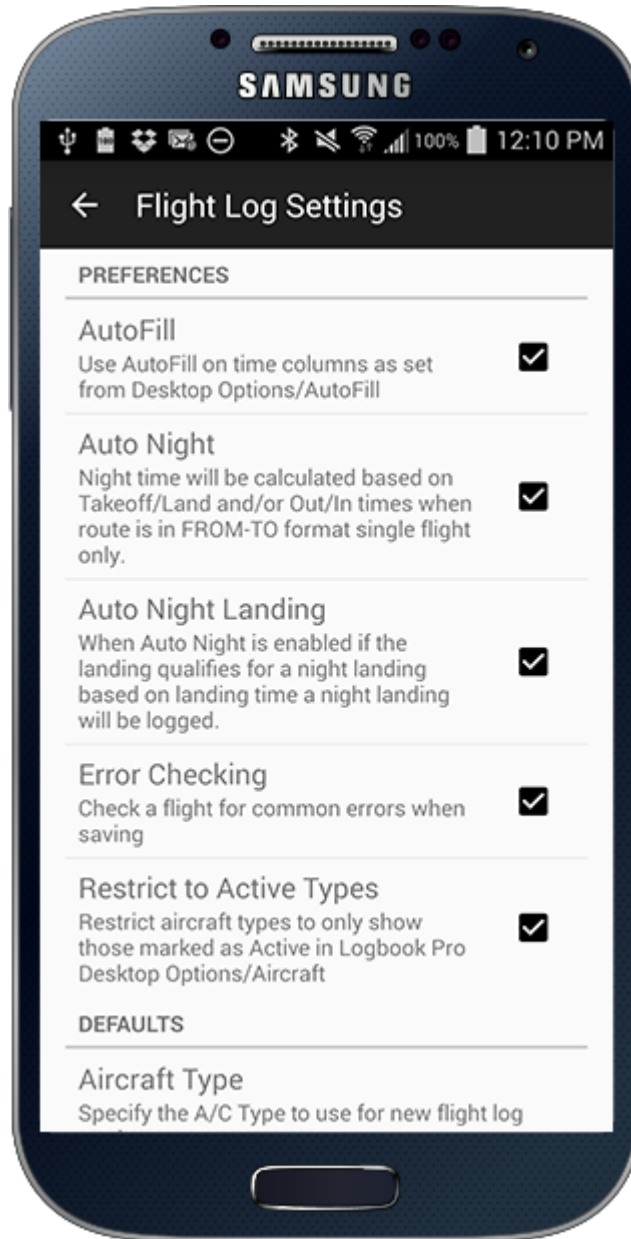 SAMSUNG
100% 12:10 PM
Flight Log Settings
PREFERENCES
AutoFill
Use AutoFill on time columns as set
from Desktop Options/AutoFill
Auto Night
Night time will be calculated based on
Takeoff/Land and/or Out/In times when
route is in FROM-TO format single flight
only.
Auto Night Landing
When Auto Night is enabled if the
landing qualifies for a night landing
based on landing time a night landing
will be logged.
Error Checking
Check a flight for common errors when
saving
Restrict to Active Types
Restrict aircraft types to only show
those marked as Active in Logbook Pro
Desktop Options/Aircraft
DEFAULTS
Aircraft Type
Specify the A/C Type to use for new flight log